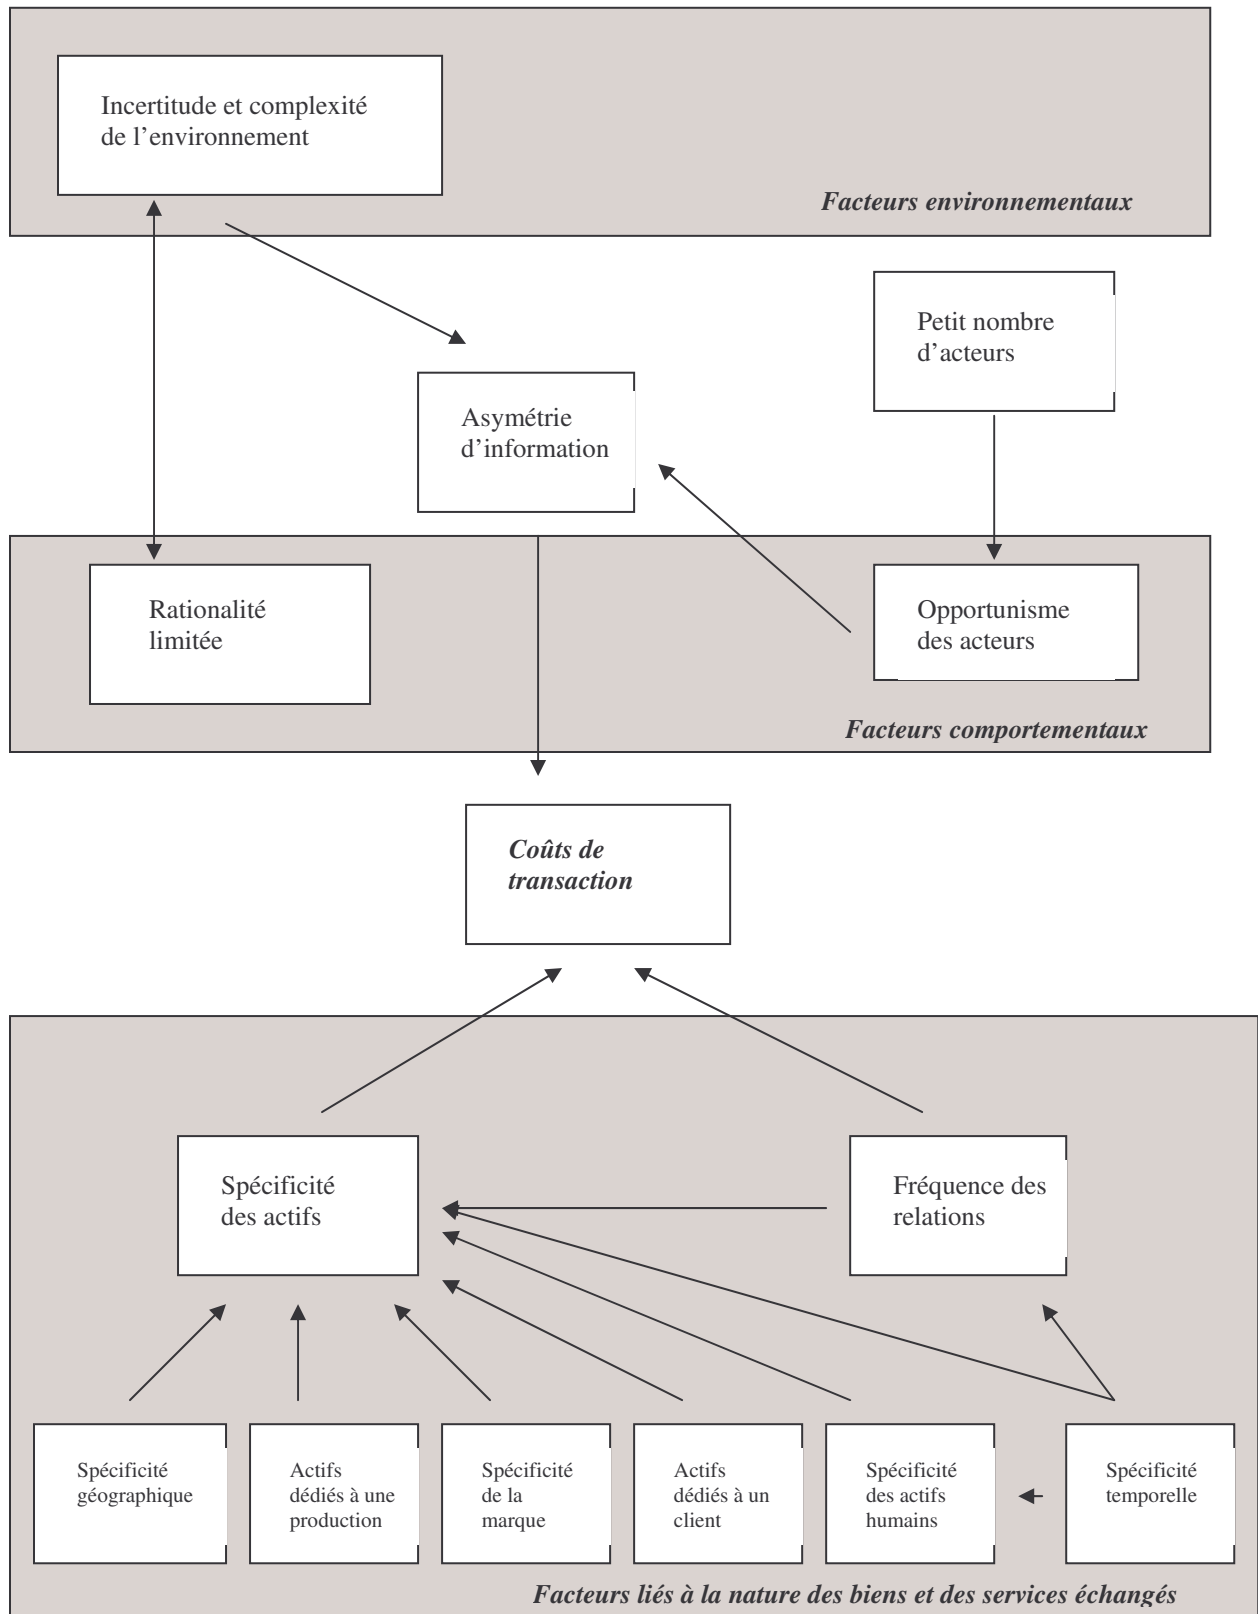 Incertitude et complexité
de l’environnement
Facteurs environnementaux
Petit nombre
d’acteurs
Asymétrie
d’information
Rationalité
limitée
Opportunisme
des acteurs
Facteurs comportementaux
Coûts de
transaction
Spécificité
des actifs
Fréquence des
relations
Spécificité
géographique
Actifs
dédiés à une
production
Spécificité
de la
marque
Actifs
dédiés à un
client
Spécificité
des actifs
humains
Spécificité
temporelle
Facteurs liés à la nature des biens et des services échangés